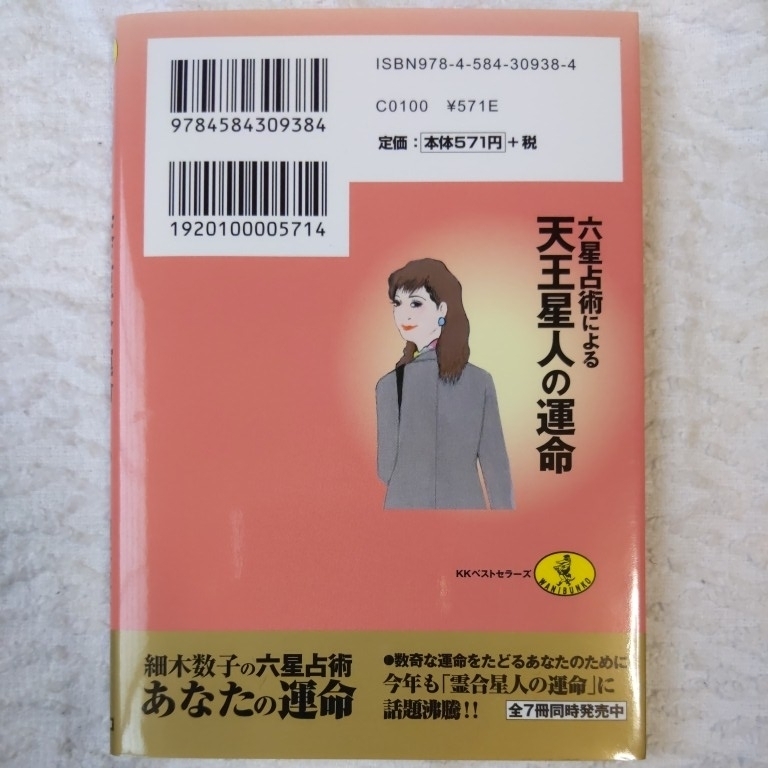 ISBN978-4-584-30938-4
9784584309384
C0100 ¥571E
定価:本体571円+税
1920100005714
六星占術による
天王星人の運命
KKベストセラーズ
WANIBUNKO
細木数子の六星占術
あなたの運命
●数奇な運命をたどるあなたのために
今年も「霊合星人の運命」に
話題沸騰!!
全7冊同時発売中